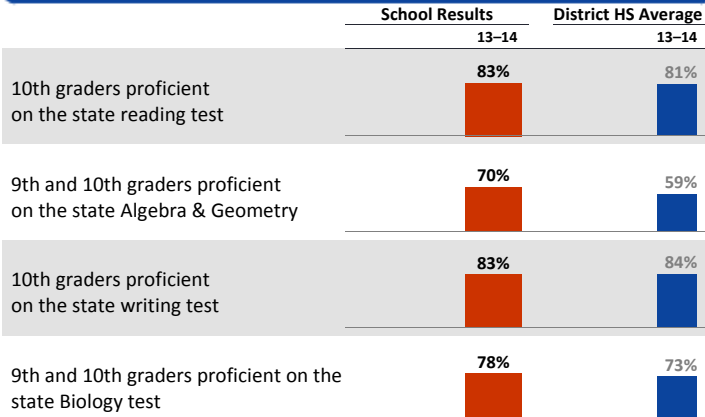 School Results District HS Average
13–14 13–14
83% 81%
10th graders proficient
on the state reading test
70% 59%
9th and 10th graders proficient
on the state Algebra & Geometry
83% 84%
10th graders proficient
on the state writing test
78% 73%
9th and 10th graders proficient on the
state Biology test